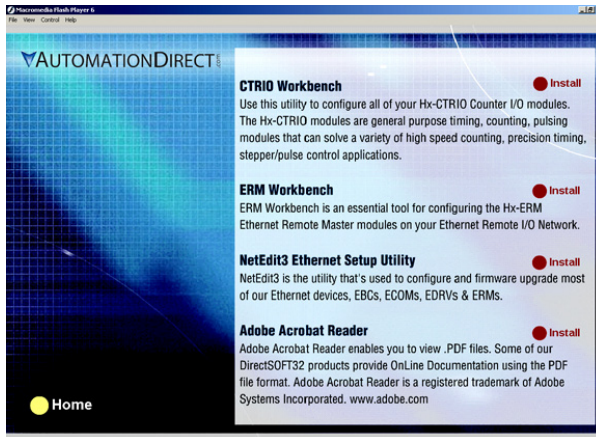 Macromedia Flash Player 6
File View Control Help
AUTOMATIONDIRECT.com
CTRIO Workbench
Install
Use this utility to configure all of your Hx-CTRIO Counter I/O modules.
The Hx-CTRIO modules are general purpose timing, counting, pulsing
modules that can solve a variety of high speed counting, precision timing,
stepper/pulse control applications.
ERM Workbench
Install
ERM Workbench is an essential tool for configuring the Hx-ERM
Ethernet Remote Master modules on your Ethernet Remote I/O Network.
NetEdit3 Ethernet Setup Utility
Install
NetEdit3 is the utility that's used to configure and firmware upgrade most
of our Ethernet devices, EBCs, ECOMs, EDRVs & ERMs.
Adobe Acrobat Reader
Install
Adobe Acrobat Reader enables you to view .PDF files. Some of our
DirectSOFT32 products provide OnLine Documentation using the PDF
file format. Adobe Acrobat Reader is a registered trademark of Adobe
Systems Incorporated. www.adobe.com
Home